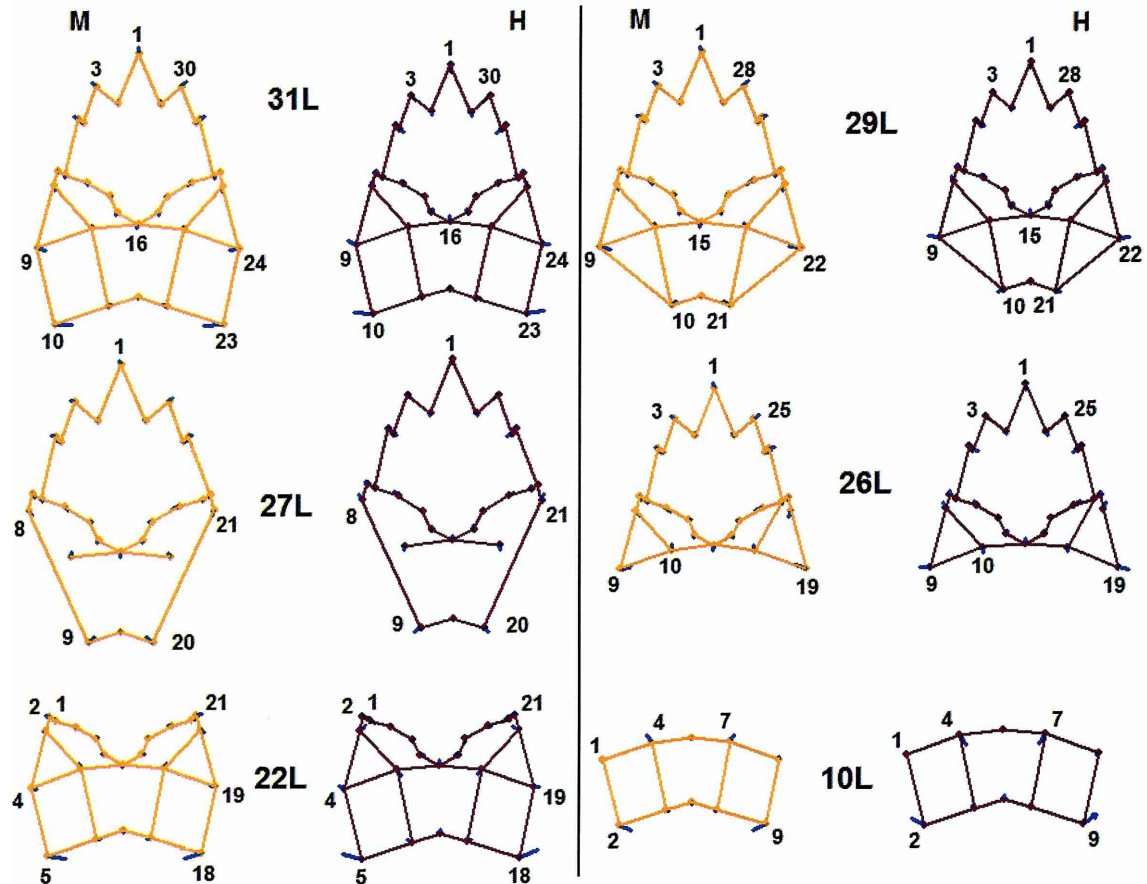 M H
1 1
3 30 3 30
31L
16 16
9 24 9 24
10 23 10 23
M H
1 1
3 28 3 28
29L
15 15
9 22 9 22
10 21 10 21
1 1
27L
8 21 8 21
9 20 9 20
1 1
3 25 3 25
26L
10 10
9 19 9 19
2 1 21 2 1 21
22L
4 19 4 19
5 18 5 18
4 7 4 7
1 1
10L
2 9 2 9